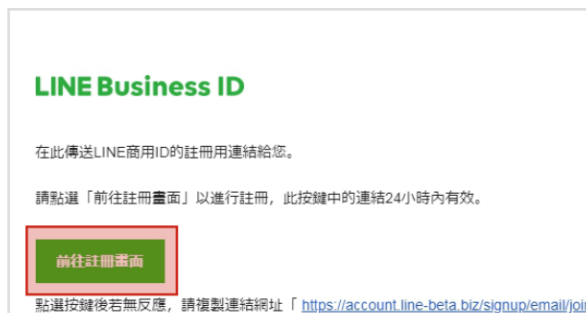 LINE Business ID
在此傳送LINE商用ID的註冊用連結給您。
請點選「前往註冊畫面」以進行註冊，此按鍵中的連結24小時內有效。
前往註冊畫面
點選按鍵後若無反應，請複製連結網址「 https://account.line-beta.biz/signup/email/joi